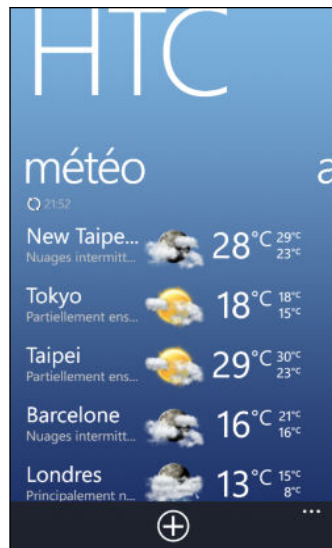 HTC
météo
a
21:52
New Taipe... 28°C 29°C
Nuages intermitt... 23°C
Tokyo 18°C 18°C
Partiellement ens... 15°C
Taipei 29°C 30°C
Partiellement ens... 23°C
Barcelone 16°C 21°C
Nuages intermitt... 16°C
Londres 13°C 15°C
Principalement n... 8°C